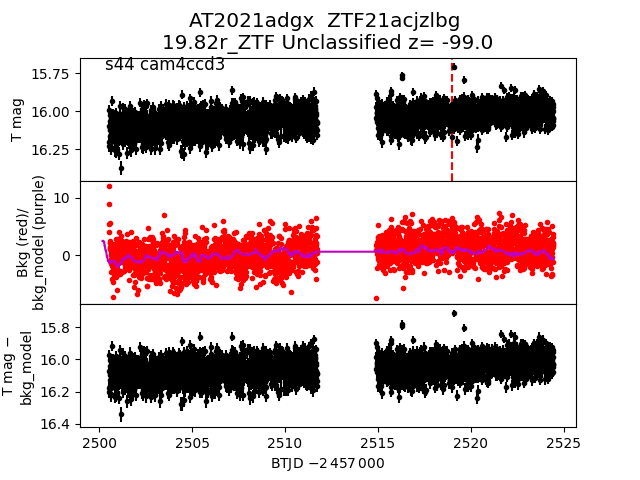 AT2021adgx  ZTF21acjzlbg
19.82r_ZTF Unclassified z= -99.0
s44 cam4ccd3
15.75
16.00
16.25
T mag
10
0
Bkg (red)/
bkg_model (purple)
15.8
16.0
16.2
16.4
T mag −
bkg_model
2500
2505
2510
2515
2520
2525
BTJD −2 457 000